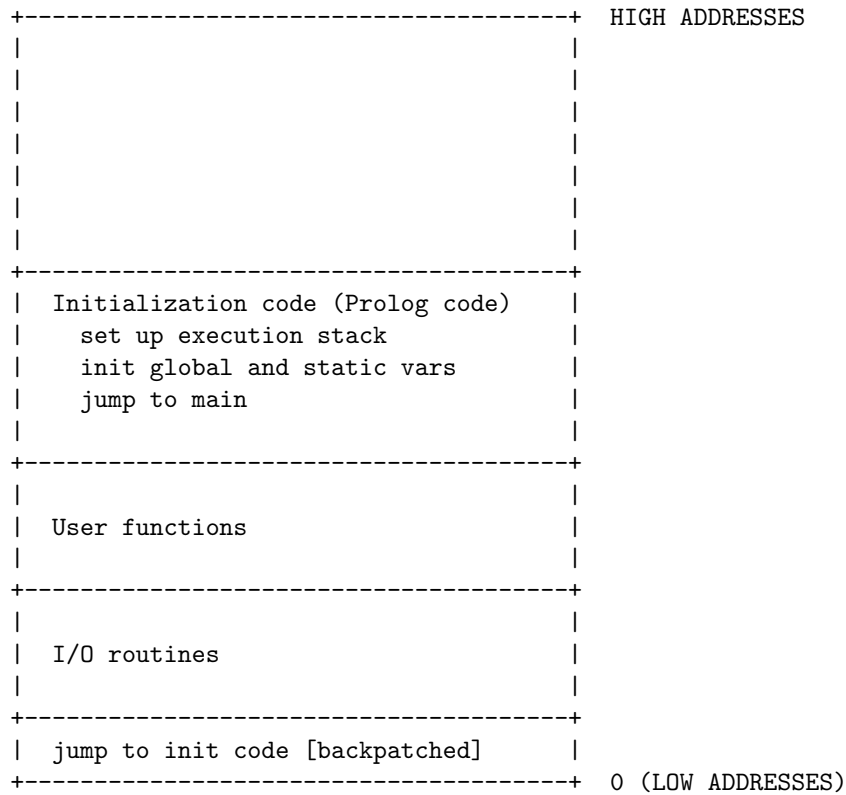 +---------------------------------------+ HIGH ADDRESSES
| |
| |
| |
| |
| |
| |
| |
+---------------------------------------+
| Initialization code (Prolog code) |
| set up execution stack |
| init global and static vars |
| jump to main |
| |
+---------------------------------------+
| |
| User functions |
| |
+---------------------------------------+
| |
| I/O routines |
| |
+---------------------------------------+
| jump to init code [backpatched] |
+---------------------------------------+ 0 (LOW ADDRESSES)